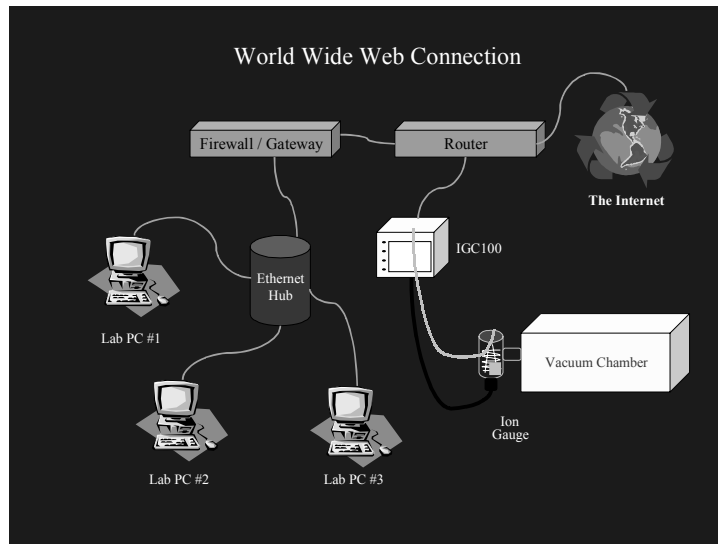 World Wide Web Connection
Firewall / Gateway
Router
The Internet
IGC100
Ethernet
Hub
Lab PC #1
Vacuum Chamber
Ion
Gauge
Lab PC #2
Lab PC #3